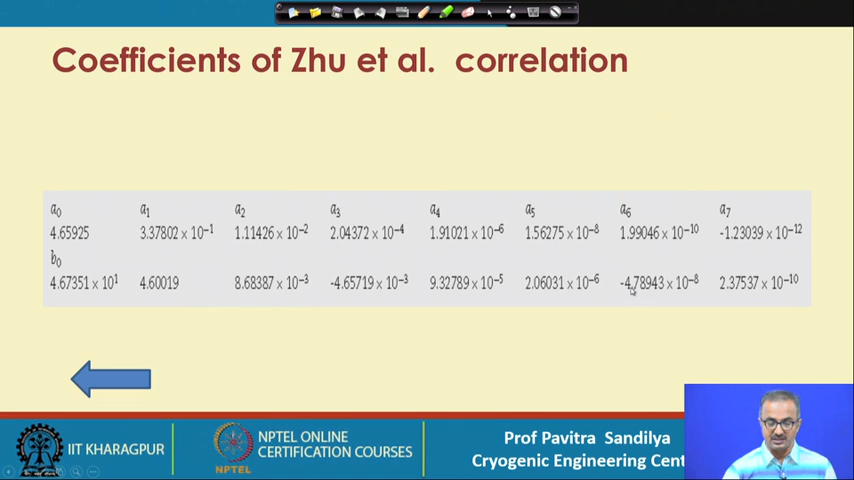 Coefficients of Zhu et al. correlation
a₀ a₁ a₂ a₃ a₄ a₅ a₆ a₇
4.65925 3.37802 × 10⁻¹ 1.11426 × 10⁻² 2.04372 × 10⁻⁴ 1.91021 × 10⁻⁶ 1.56275 × 10⁻⁸ 1.99046 × 10⁻¹⁰ -1.23039 × 10⁻¹²
b₀
4.67351 × 10¹ 4.60019 8.68387 × 10⁻³ -4.65719 × 10⁻³ 9.32789 × 10⁻⁵ 2.06031 × 10⁻⁶ -4.78943 × 10⁻⁸ 2.37537 × 10⁻¹⁰
IIT KHARAGPUR
NPTEL
NPTEL ONLINE
CERTIFICATION COURSES
Prof Pavitra Sandilya
Cryogenic Engineering Cent